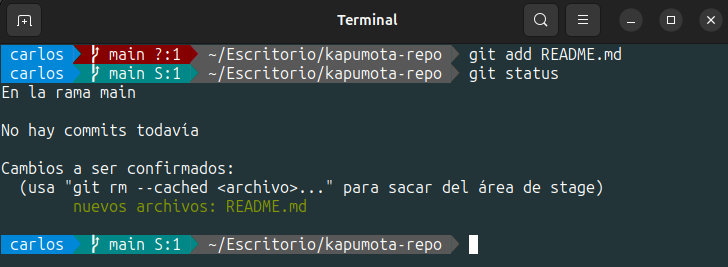 Terminal
carlos main ?:1 ~/Escritorio/kapumota-repo git add README.md
carlos main S:1 ~/Escritorio/kapumota-repo git status
En la rama main
No hay commits todavía
Cambios a ser confirmados:
(usa "git rm --cached <archivo>..." para sacar del área de stage)
nuevos archivos: README.md
carlos main S:1 ~/Escritorio/kapumota-repo